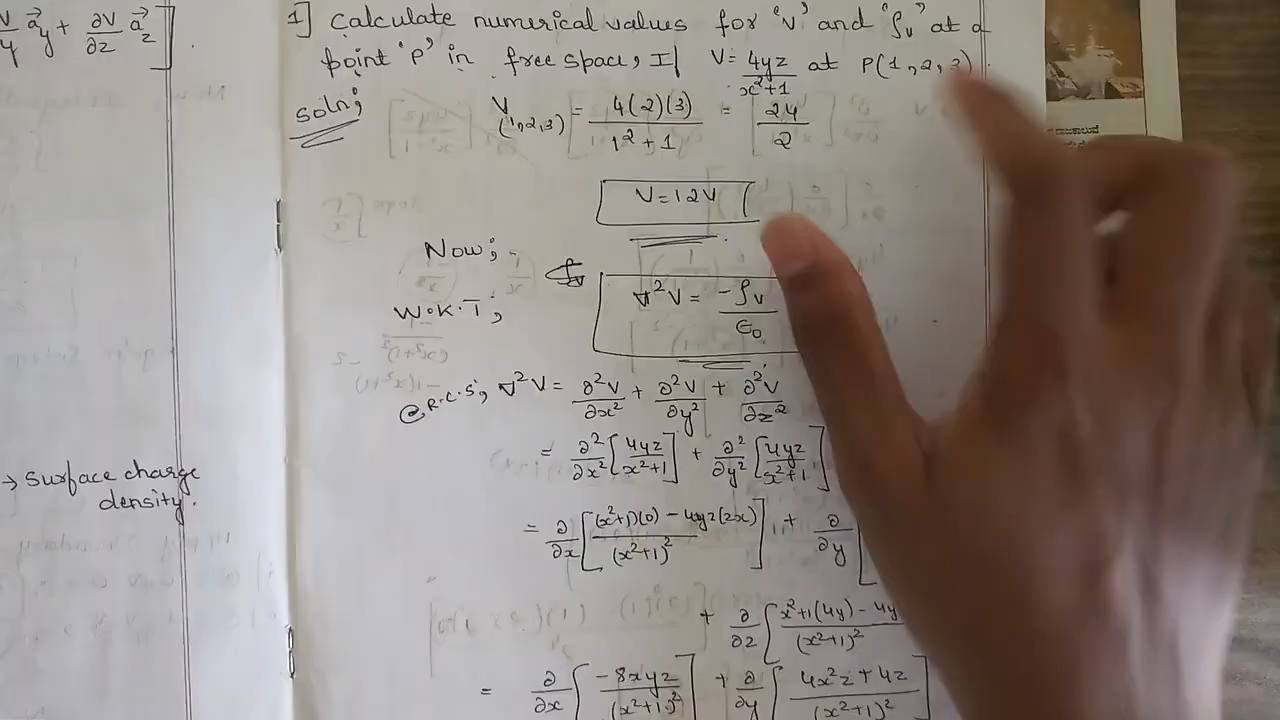 V/y a⃗y + ∂V/∂z a⃗z
→ Surface charge
density.
1] Calculate numerical values for 'V' and 'ρv' at a
point 'P' in free space, If V = 4yz/x²+1 at P(1,2,3).
soln; V(1,2,3) = 4(2)(3)/1²+1 = 24/2
V=12V
Now;
W.K.T; ∇²V = -ρv/ε0
@R.C.S, ∇²V = ∂²V/∂x² + ∂²V/∂y² + ∂²V/∂z²
= ∂²/∂x² [4yz/x²+1] + ∂²/∂y² [4yz/x²+1]
= ∂/∂x [(x²+1)(0) - 4yz(2x)/(x²+1)²] + ∂/∂y [
+ ∂/∂z [x²+1(4y) - 4y/(x²+1)²
= ∂/∂x [-8xyz/(x²+1)²] + ∂/∂y [4x²z+4z/(x²+1)²]